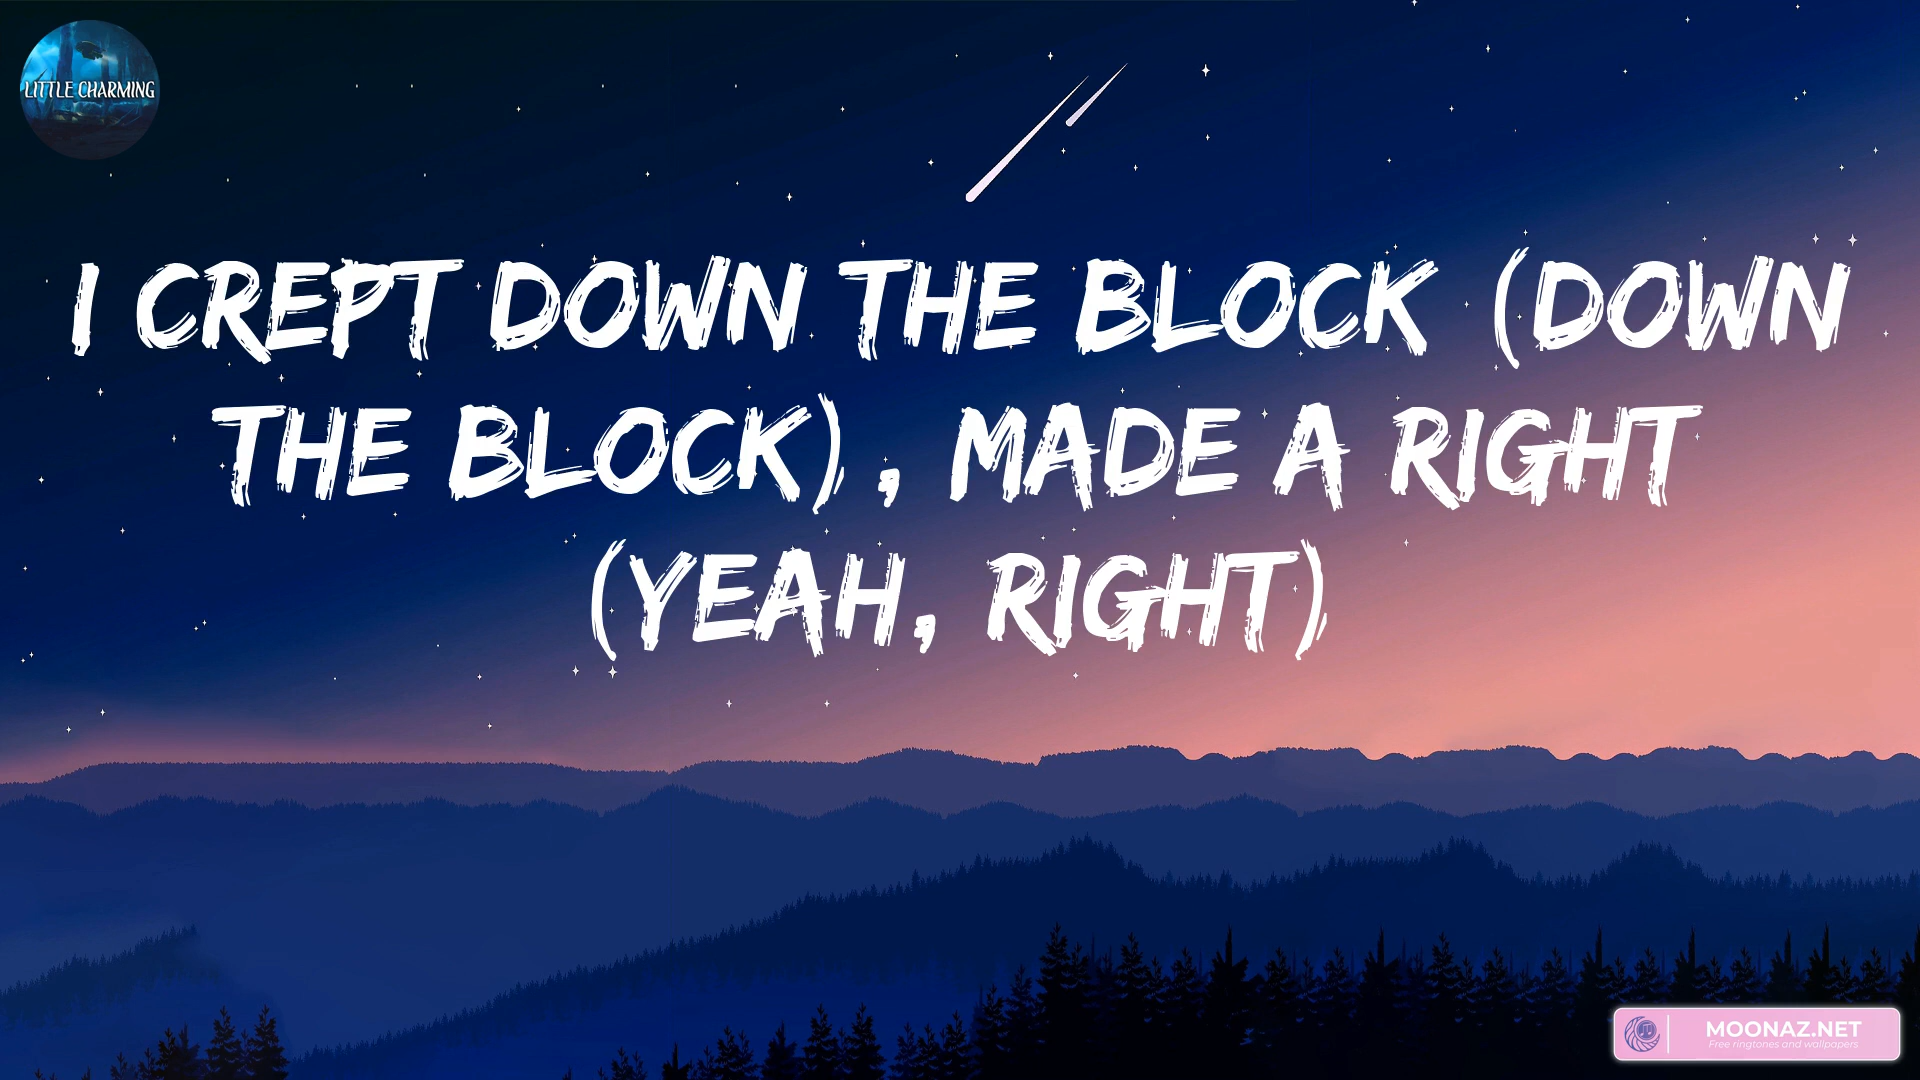 LITTLE CHARMING
I CREPT DOWN THE BLOCK (DOWN
THE BLOCK) , MADE A RIGHT
(YEAH, RIGHT)
MOONAZ.NET
Free ringtones and wallpapers